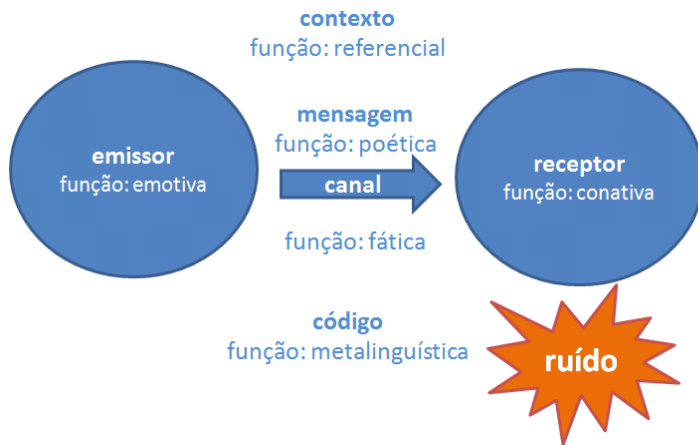 contexto
função: referencial
mensagem
função: poética
emissor
função: emotiva
canal
receptor
função: conativa
função: fática
código
função: metalinguística
ruído